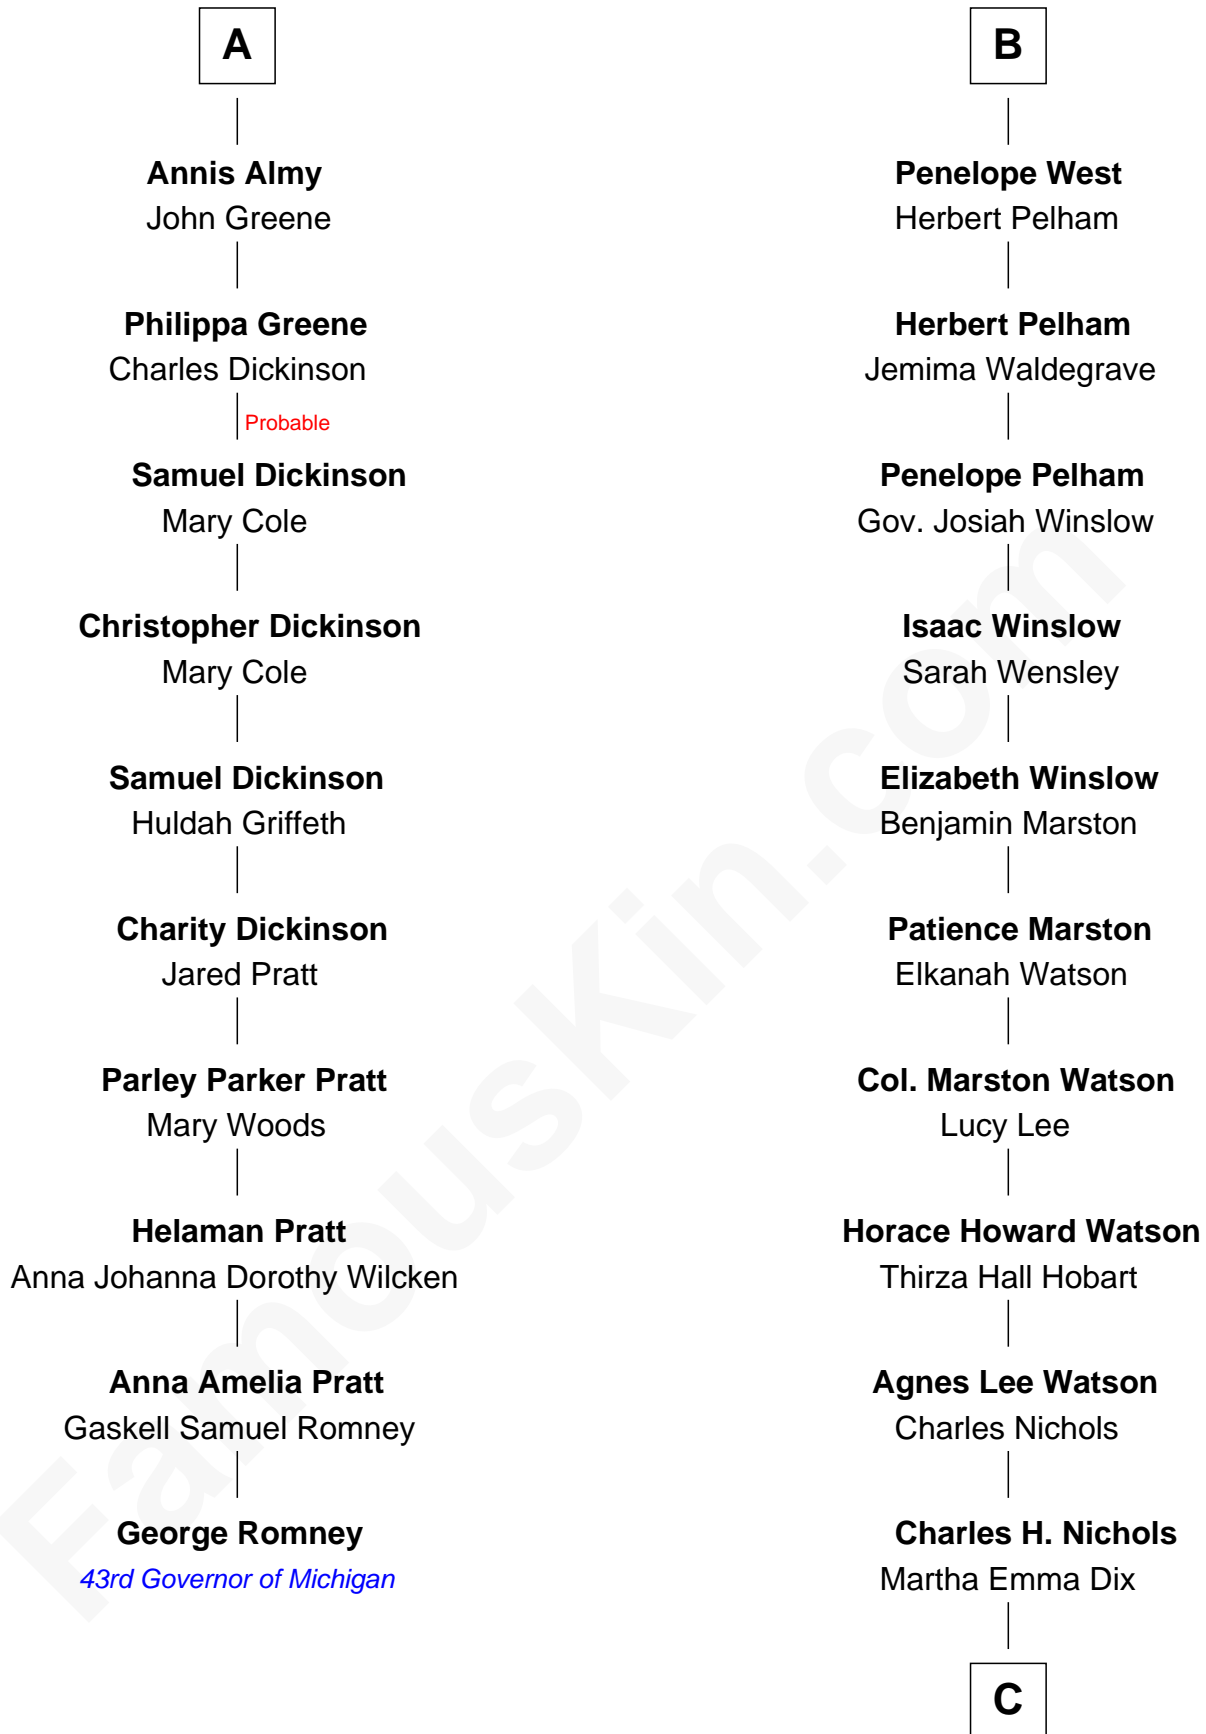 A
Annis Almy
John Greene
Philippa Greene
Charles Dickinson
Probable
Samuel Dickinson
Mary Cole
Christopher Dickinson
Mary Cole
Samuel Dickinson
Huldah Griffeth
Charity Dickinson
Jared Pratt
Parley Parker Pratt
Mary Woods
Helaman Pratt
Anna Johanna Dorothy Wilcken
Anna Amelia Pratt
Gaskell Samuel Romney
George Romney
43rd Governor of Michigan
B
Penelope West
Herbert Pelham
Herbert Pelham
Jemima Waldegrave
Penelope Pelham
Gov. Josiah Winslow
Isaac Winslow
Sarah Wensley
Elizabeth Winslow
Benjamin Marston
Patience Marston
Elkanah Watson
Col. Marston Watson
Lucy Lee
Horace Howard Watson
Thirza Hall Hobart
Agnes Lee Watson
Charles Nichols
Charles H. Nichols
Martha Emma Dix
C
FamousKin.com